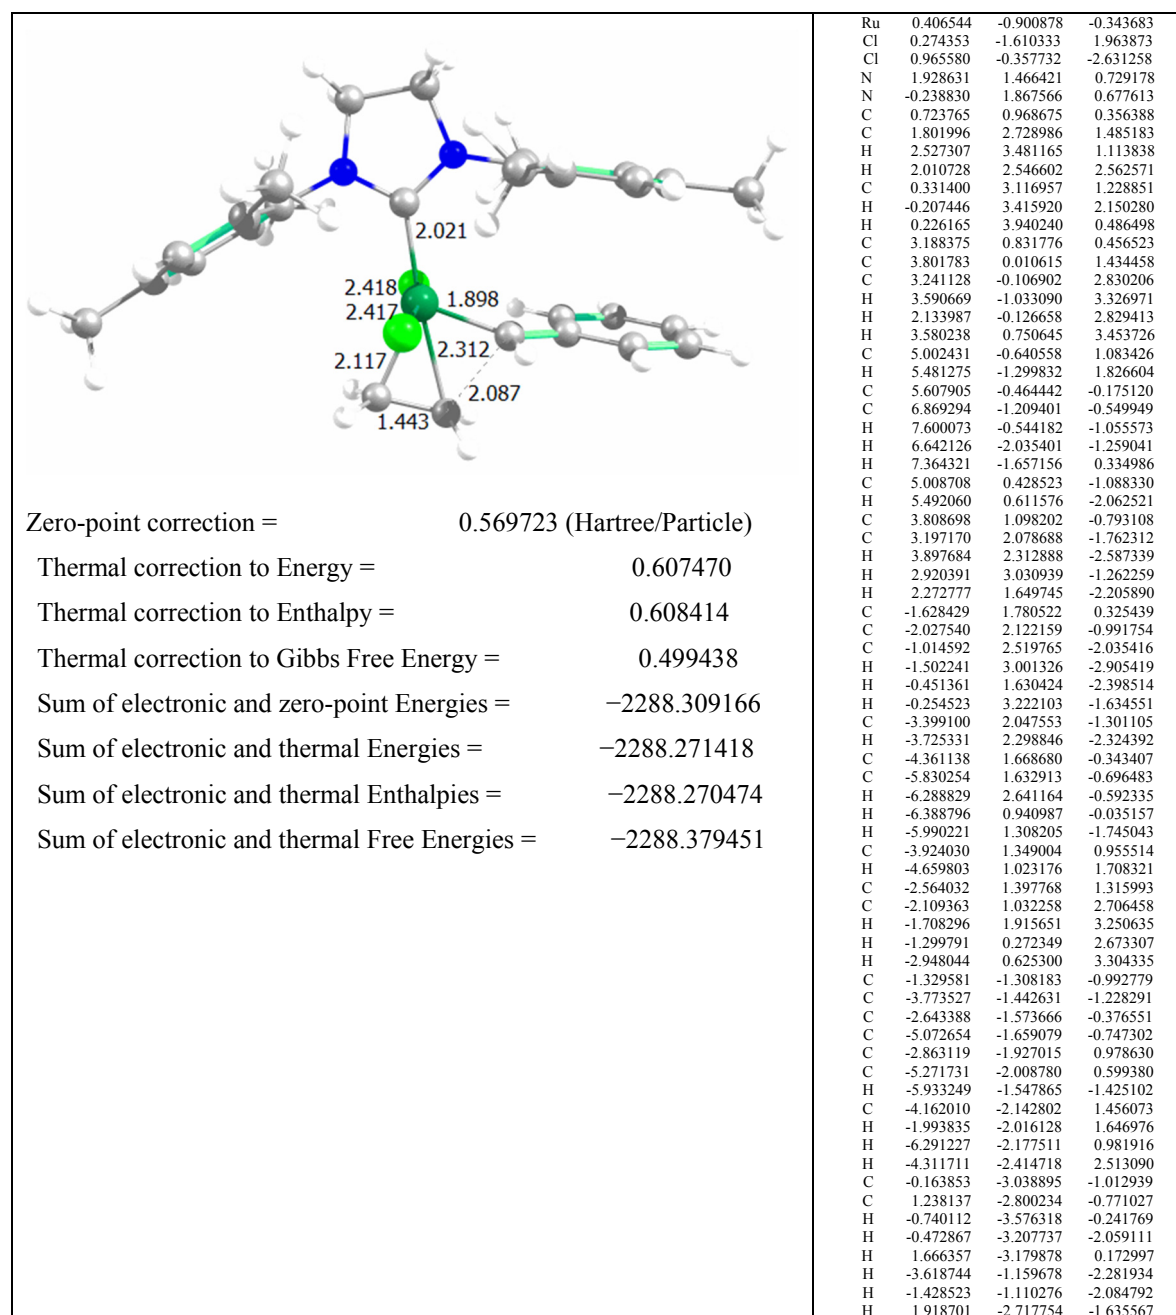 2.021
2.418
1.898
2.417
2.312
2.117
2.087
1.443
Zero-point correction = 0.569723 (Hartree/Particle)
Thermal correction to Energy = 0.607470
Thermal correction to Enthalpy = 0.608414
Thermal correction to Gibbs Free Energy = 0.499438
Sum of electronic and zero-point Energies = −2288.309166
Sum of electronic and thermal Energies = −2288.271418
Sum of electronic and thermal Enthalpies = −2288.270474
Sum of electronic and thermal Free Energies = −2288.379451
Ru 0.406544 -0.900878 -0.343683
Cl 0.274353 -1.610333 1.963873
Cl 0.965580 -0.357732 -2.631258
N 1.928631 1.466421 0.729178
N -0.238830 1.867566 0.677613
C 0.723765 0.968675 0.356388
C 1.801996 2.728986 1.485183
H 2.527307 3.481165 1.113838
H 2.010728 2.546602 2.562571
C 0.331400 3.116957 1.228851
H -0.207446 3.415920 2.150280
H 0.226165 3.940240 0.486498
C 3.188375 0.831776 0.456523
C 3.801783 0.010615 1.434458
C 3.241128 -0.106902 2.830206
H 3.590669 -1.033090 3.326971
H 2.133987 -0.126658 2.829413
H 3.580238 0.750645 3.453726
C 5.002431 -0.640558 1.083426
H 5.481275 -1.299832 1.826604
C 5.607905 -0.464442 -0.175120
C 6.869294 -1.209401 -0.549949
H 7.600073 -0.544182 -1.055573
H 6.642126 -2.035401 -1.259041
H 7.364321 -1.657156 0.334986
C 5.008708 0.428523 -1.088330
H 5.492060 0.611576 -2.062521
C 3.808698 1.098202 -0.793108
C 3.197170 2.078688 -1.762312
H 3.897684 2.312888 -2.587339
H 2.920391 3.030939 -1.262259
H 2.272777 1.649745 -2.205890
C -1.628429 1.780522 0.325439
C -2.027540 2.122159 -0.991754
C -1.014592 2.519765 -2.035416
H -1.502241 3.001326 -2.905419
H -0.451361 1.630424 -2.398514
H -0.254523 3.222103 -1.634551
C -3.399100 2.047553 -1.301105
H -3.725331 2.298846 -2.324392
C -4.361138 1.668680 -0.343407
C -5.830254 1.632913 -0.696483
H -6.288829 2.641164 -0.592335
H -6.388796 0.940987 -0.035157
H -5.990221 1.308205 -1.745043
C -3.924030 1.349004 0.955514
H -4.659803 1.023176 1.708321
C -2.564032 1.397768 1.315993
C -2.109363 1.032258 2.706458
H -1.708296 1.915651 3.250635
H -1.299791 0.272349 2.673307
H -2.948044 0.625300 3.304335
C -1.329581 -1.308183 -0.992779
C -3.773527 -1.442631 -1.228291
C -2.643388 -1.573666 -0.376551
C -5.072654 -1.659079 -0.747302
C -2.863119 -1.927015 0.978630
C -5.271731 -2.008780 0.599380
H -5.933249 -1.547865 -1.425102
C -4.162010 -2.142802 1.456073
H -1.993835 -2.016128 1.646976
H -6.291227 -2.177511 0.981916
H -4.311711 -2.414718 2.513090
C -0.163853 -3.038895 -1.012939
C 1.238137 -2.800234 -0.771027
H -0.740112 -3.576318 -0.241769
H -0.472867 -3.207737 -2.059111
H 1.666357 -3.179878 0.172997
H -3.618744 -1.159678 -2.281934
H -1.428523 -1.110276 -2.084792
H 1.918701 -2.717754 -1.635567